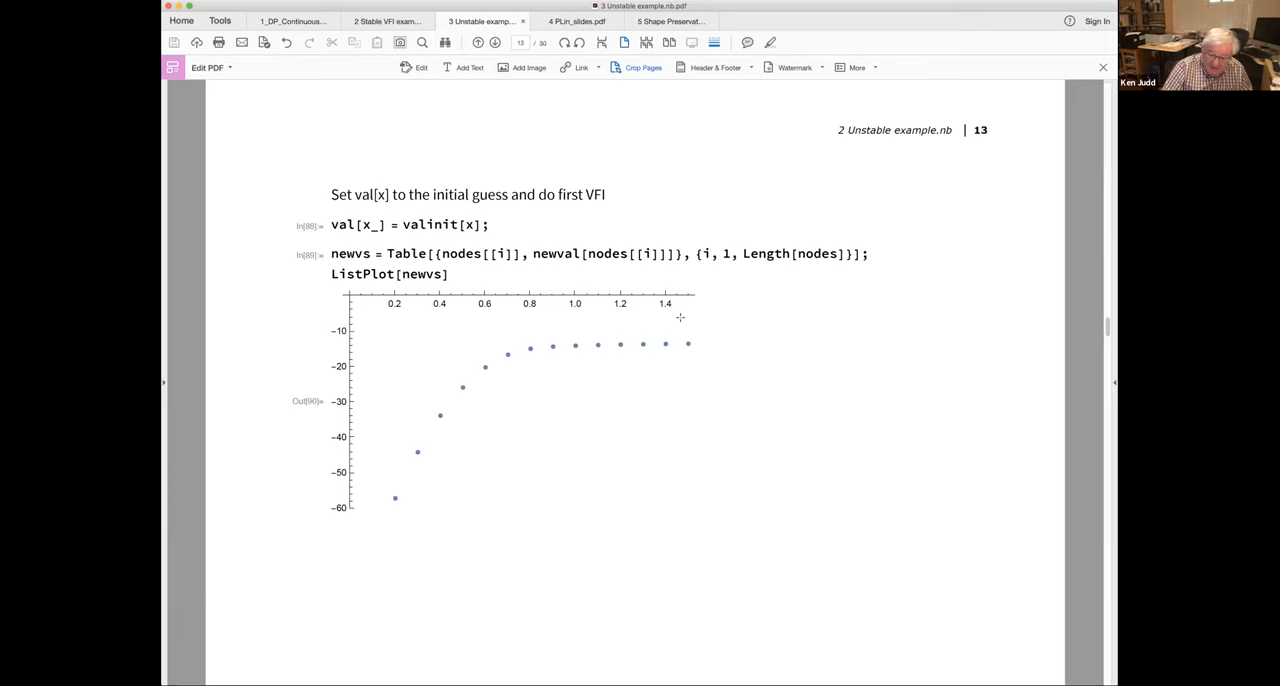 3 Unstable example.nb.pdf
Home Tools 1_DP_Continuous... 2 Stable VFI exam... 3 Unstable examp... × 4 PLin_slides.pdf 5 Shape Preservat... Sign In
13 / 30
Edit PDF Edit Add Text Add Image Link Crop Pages Header & Footer Watermark More
Ken Judd
2 Unstable example.nb | 13
Set val[x] to the initial guess and do first VFI
In[88]:= val[x_] = valinit[x];
In[89]:= newvs = Table[{nodes[[i]], newval[nodes[[i]]]}, {i, 1, Length[nodes]}];
ListPlot[newvs]
0.2 0.4 0.6 0.8 1.0 1.2 1.4
-10
-20
-30
-40
-50
-60
Out[90]=